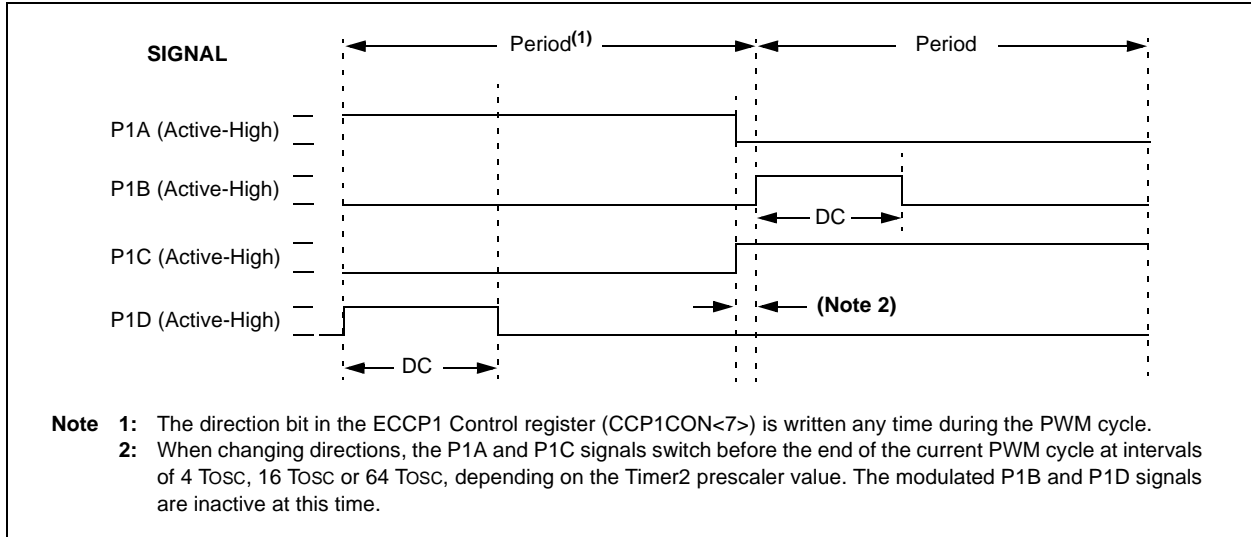 SIGNAL
Period(1)
Period
P1A (Active-High)
P1B (Active-High)
DC
P1C (Active-High)
(Note 2)
P1D (Active-High)
DC
Note 1: The direction bit in the ECCP1 Control register (CCP1CON<7>) is written any time during the PWM cycle.
2: When changing directions, the P1A and P1C signals switch before the end of the current PWM cycle at intervals
of 4 TOSC, 16 TOSC or 64 TOSC, depending on the Timer2 prescaler value. The modulated P1B and P1D signals
are inactive at this time.